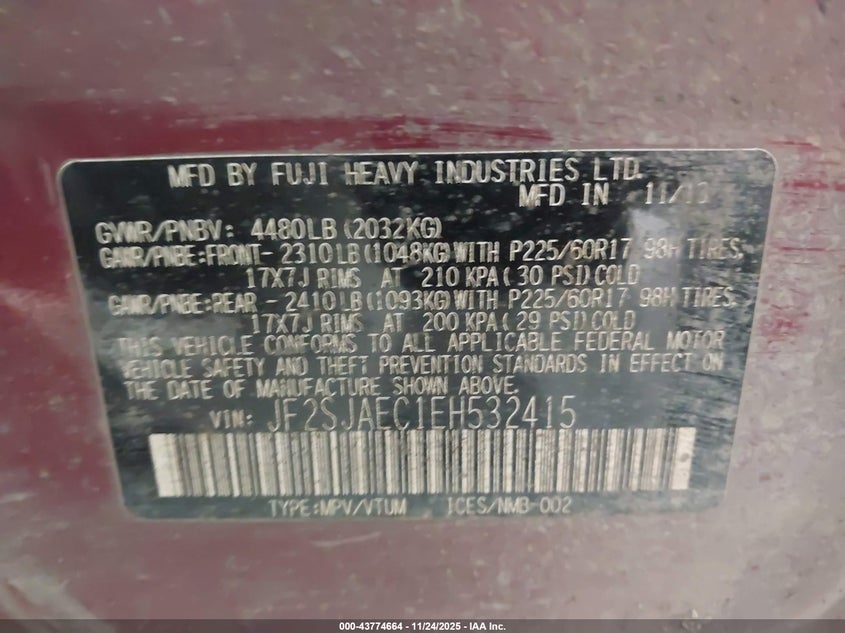 MFD BY FUJI HEAVY INDUSTRIES LTD.
MFD IN 11/13
GVWR/PNBV: 4480LB(2032KG)
GAWR/PNBE:FRONT- 2310LB(1048KG)WITH P225/60R17 98H TIRES,
17X7J RIMS AT 210 KPA( 30 PSI)COLD
GAWR/PNBE:REAR - 2410LB(1093KG)WITH P225/60R17 98H TIRES,
17X7J RIMS AT 200 KPA( 29 PSI)COLD
THIS VEHICLE CONFORMS TO ALL APPLICABLE FEDERAL MOTOR
VEHICLE SAFETY AND THEFT PREVENTION STANDARDS IN EFFECT ON
THE DATE OF MANUFACTURE SHOWN ABOVE.
VIN: JF2SJAEC1EH532415
TYPE:MPV/VTUM ICES/NMB-002
000-43774664 - 11/24/2025 - IAA Inc.